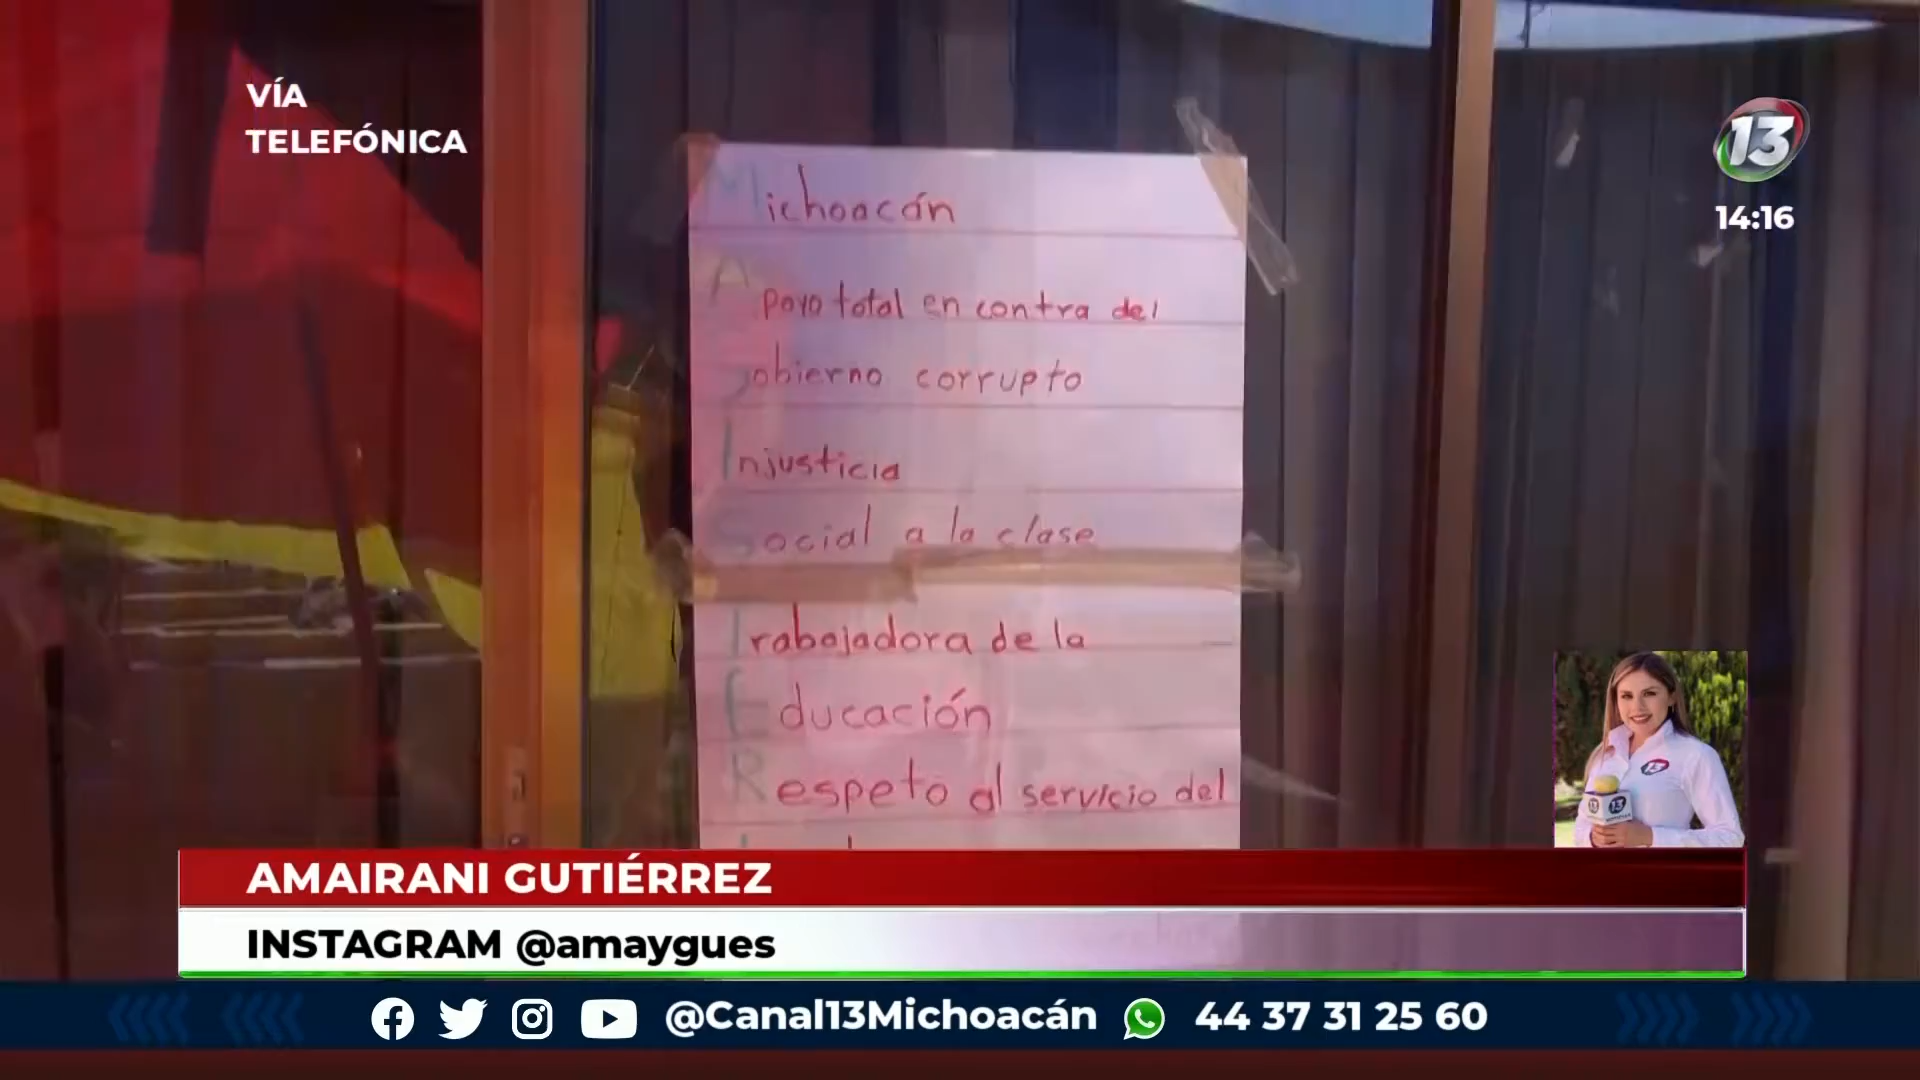 VÍA
TELEFÓNICA
13
14:16
Michoacán
Apoyo total en contra del
Gobierno corrupto
Injusticia
Social a la clase
Trabajadora de la
Educación
Respeto al servicio del
AMAIRANI GUTIÉRREZ
INSTAGRAM @amaygues
@Canal13Michoacán 44 37 31 25 60